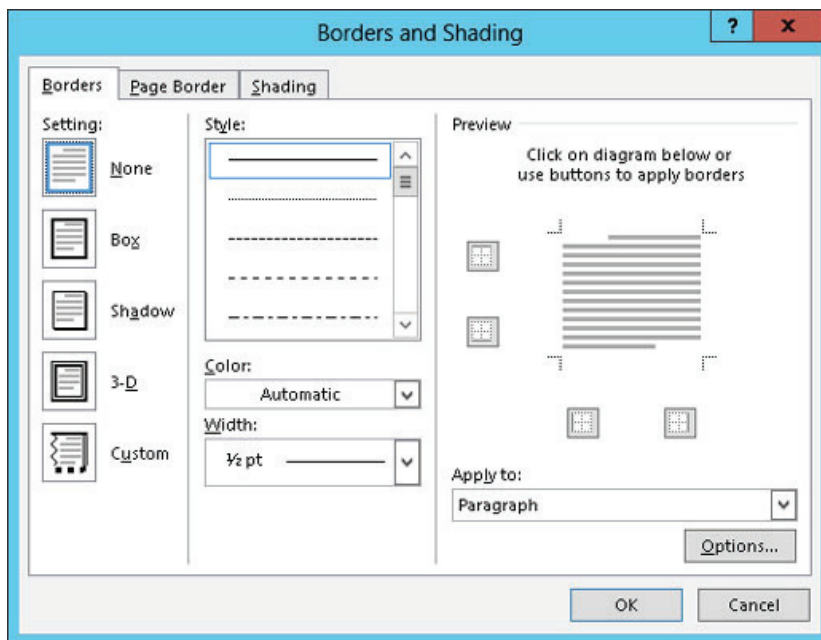 Borders and Shading
? x
Borders Page Border Shading
Setting:
None
Box
Shadow
3-D
Custom
Style:
Color:
Automatic
Width:
½ pt
Preview
Click on diagram below or
use buttons to apply borders
Apply to:
Paragraph
Options...
OK Cancel